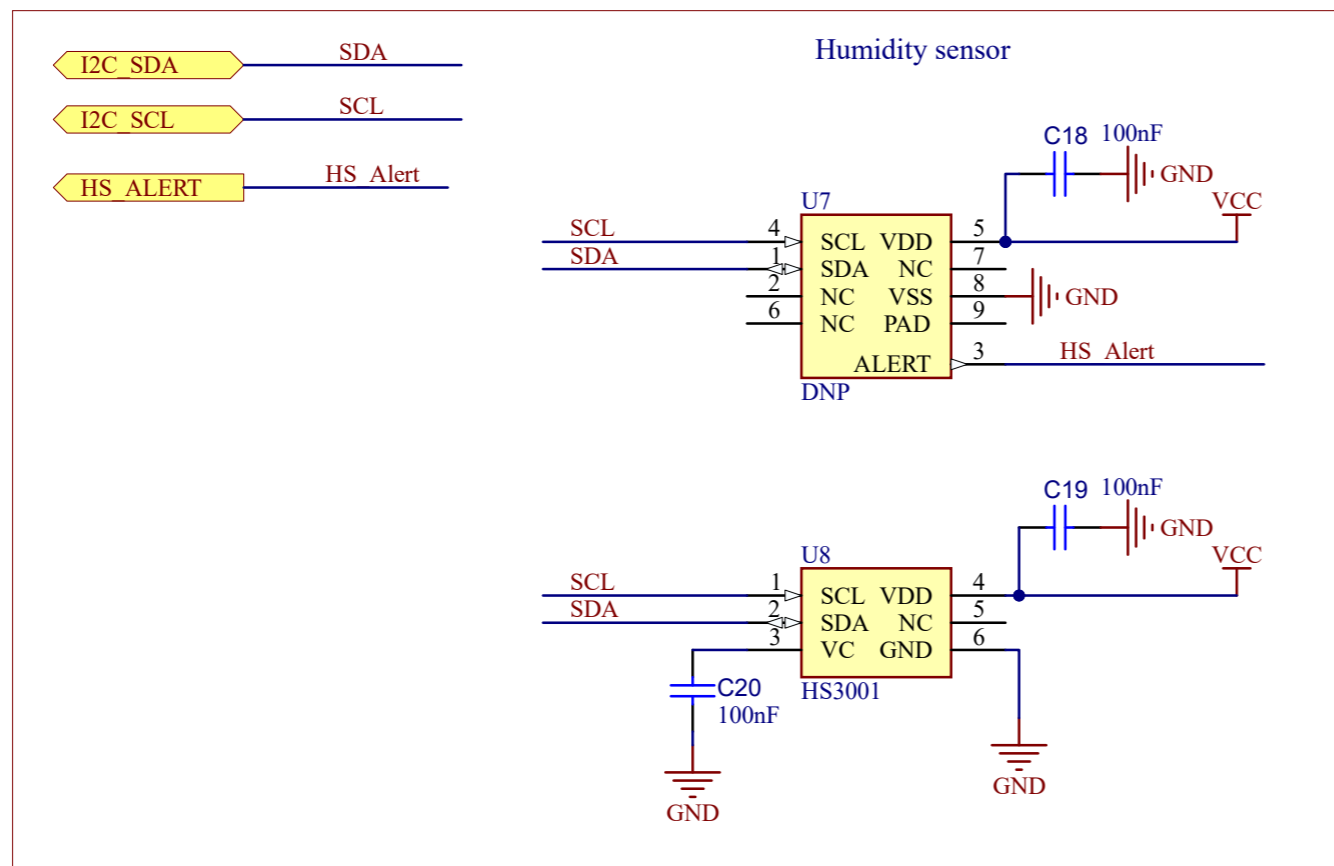 Humidity sensor
I2C_SDA SDA
I2C_SCL SCL
HS_ALERT HS_Alert
C18 100nF
GND
VCC
U7
SCL 4 SCL VDD 5
SDA 1 SDA NC 7
2 NC VSS 8 GND
6 NC PAD 9
ALERT 3 HS_Alert
DNP
C19 100nF
GND
VCC
U8
SCL 1 SCL VDD 4
SDA 2 SDA NC 5
3 VC GND 6
HS3001
C20
100nF
GND
GND